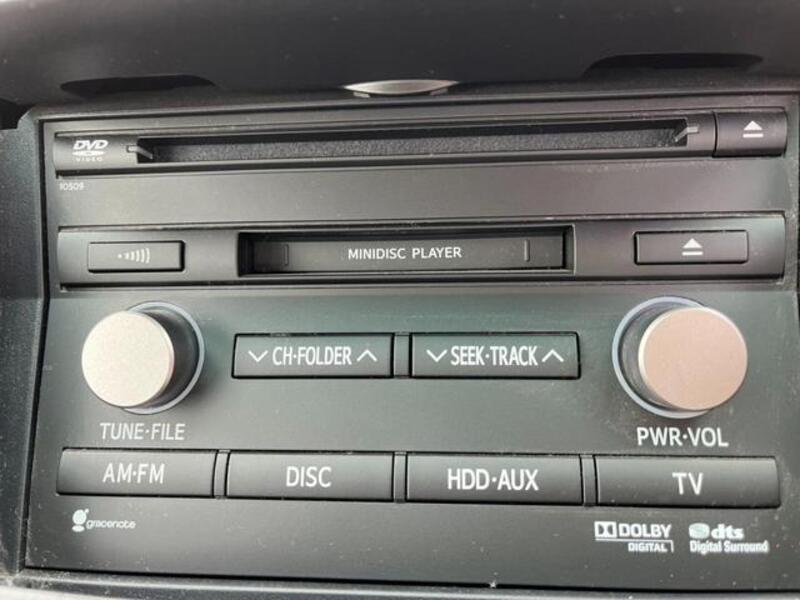 DVD
VIDEO
10509
MINIDISC PLAYER
CH·FOLDER
SEEK·TRACK
TUNE·FILE
PWR·VOL
AM·FM
DISC
HDD·AUX
TV
gracenote
DOLBY
DIGITAL
dts
Digital Surround